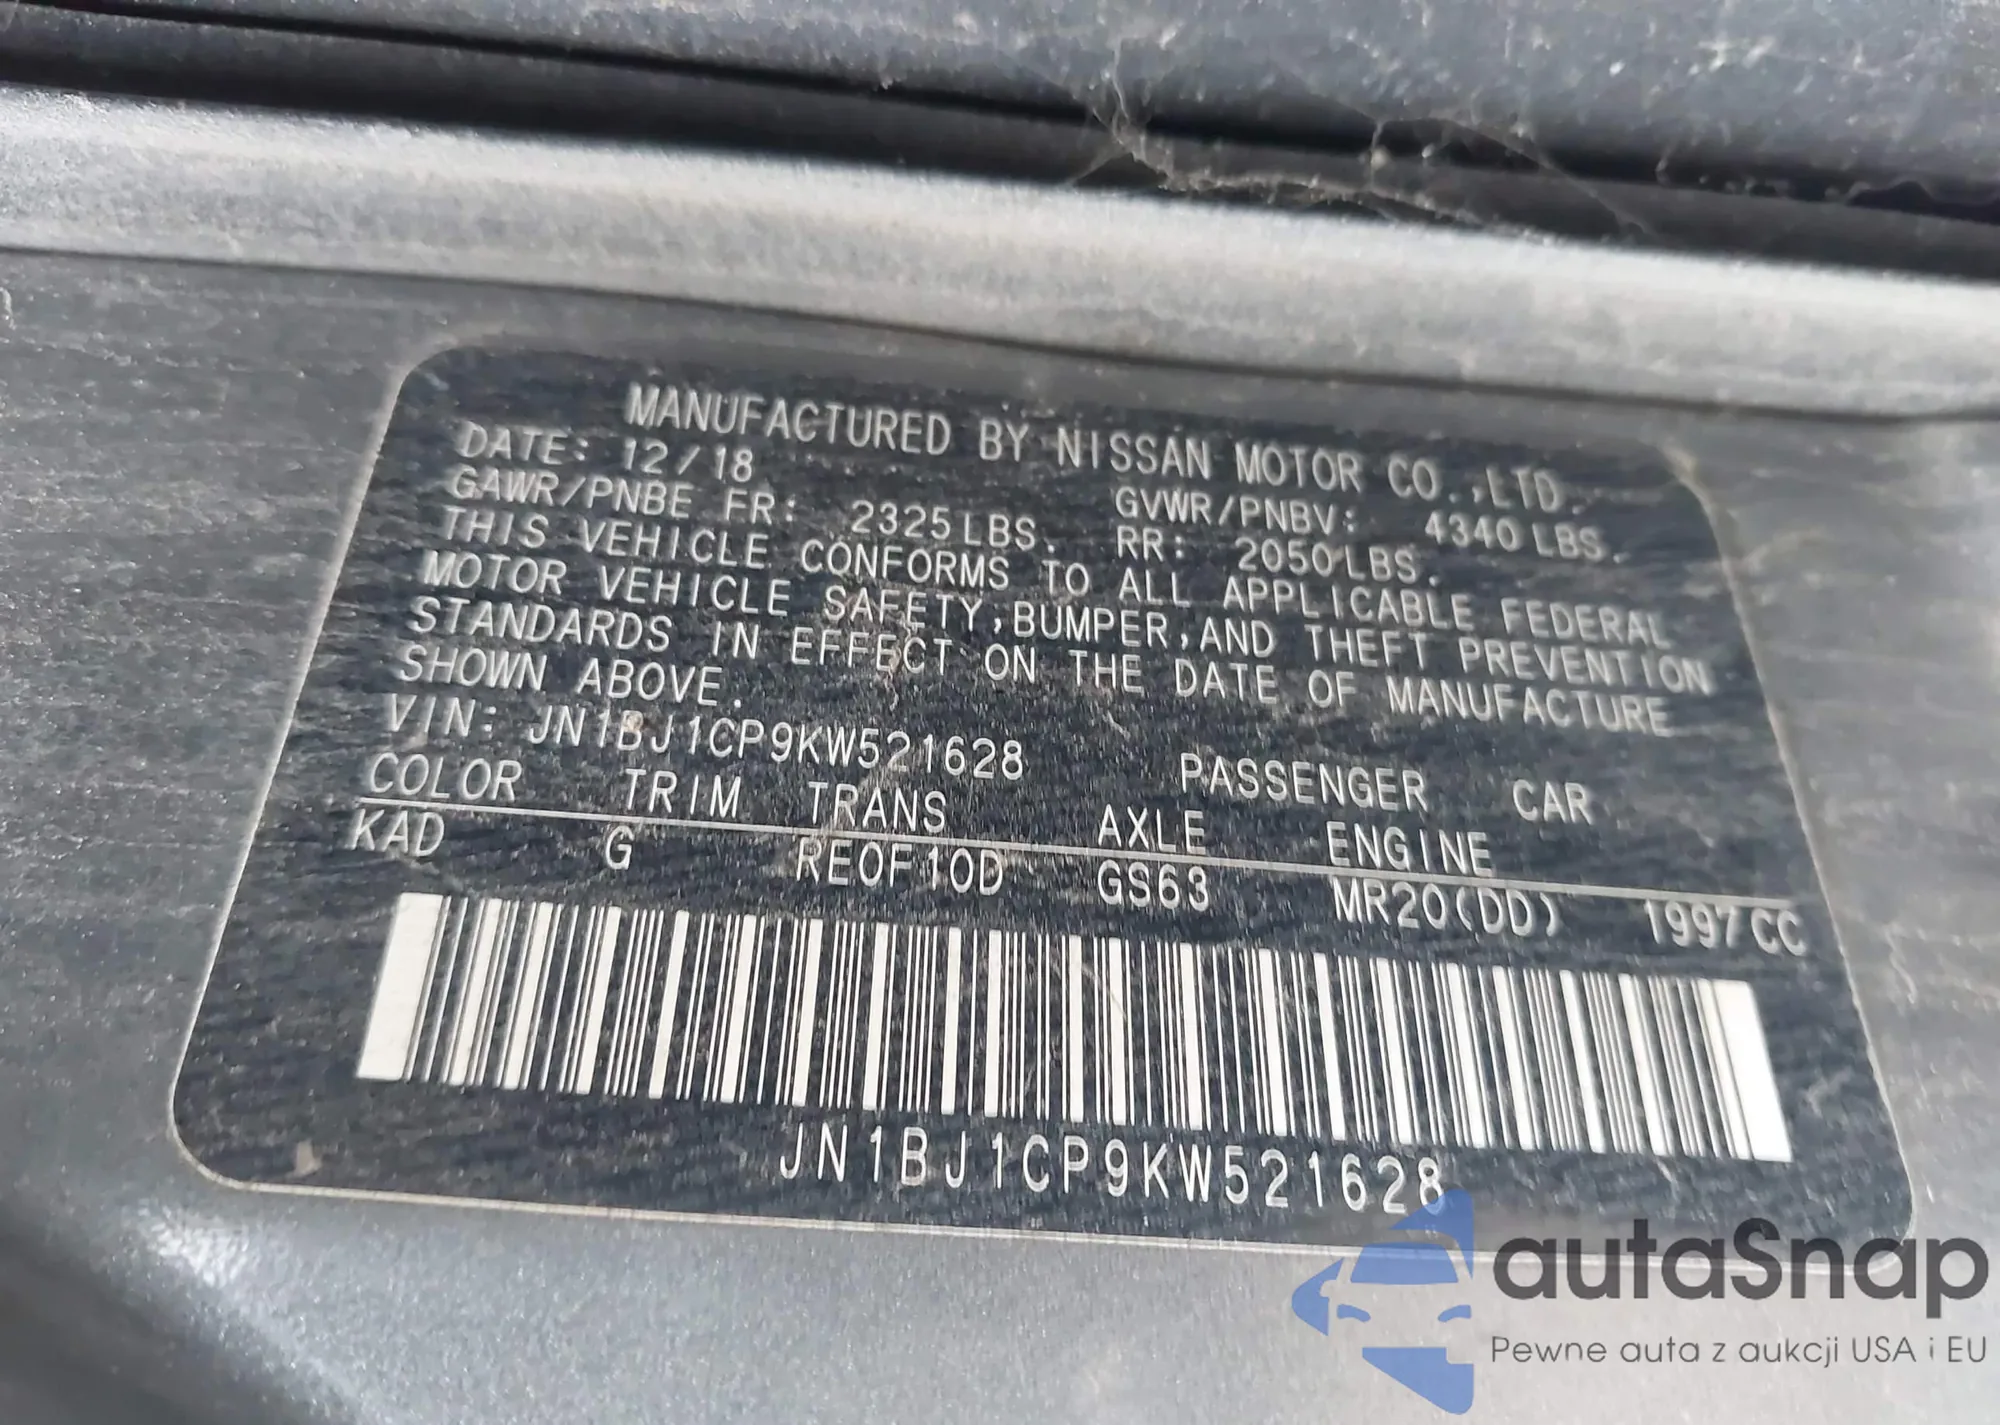 MANUFACTURED BY NISSAN MOTOR CO.,LTD.
DATE: 12/18 GVWR/PNBV: 4340 LBS.
GAWR/PNBE FR: 2325 LBS. RR: 2050 LBS.
THIS VEHICLE CONFORMS TO ALL APPLICABLE FEDERAL
MOTOR VEHICLE SAFETY,BUMPER,AND THEFT PREVENTION
STANDARDS IN EFFECT ON THE DATE OF MANUFACTURE
SHOWN ABOVE.
VIN: JN1BJ1CP9KW521628 PASSENGER CAR
COLOR TRIM TRANS AXLE ENGINE
KAD G RE0F10D GS63 MR20(DD) 1997 CC
JN1BJ1CP9KW521628
autaSnap
Pewne auta z aukcji USA i EU